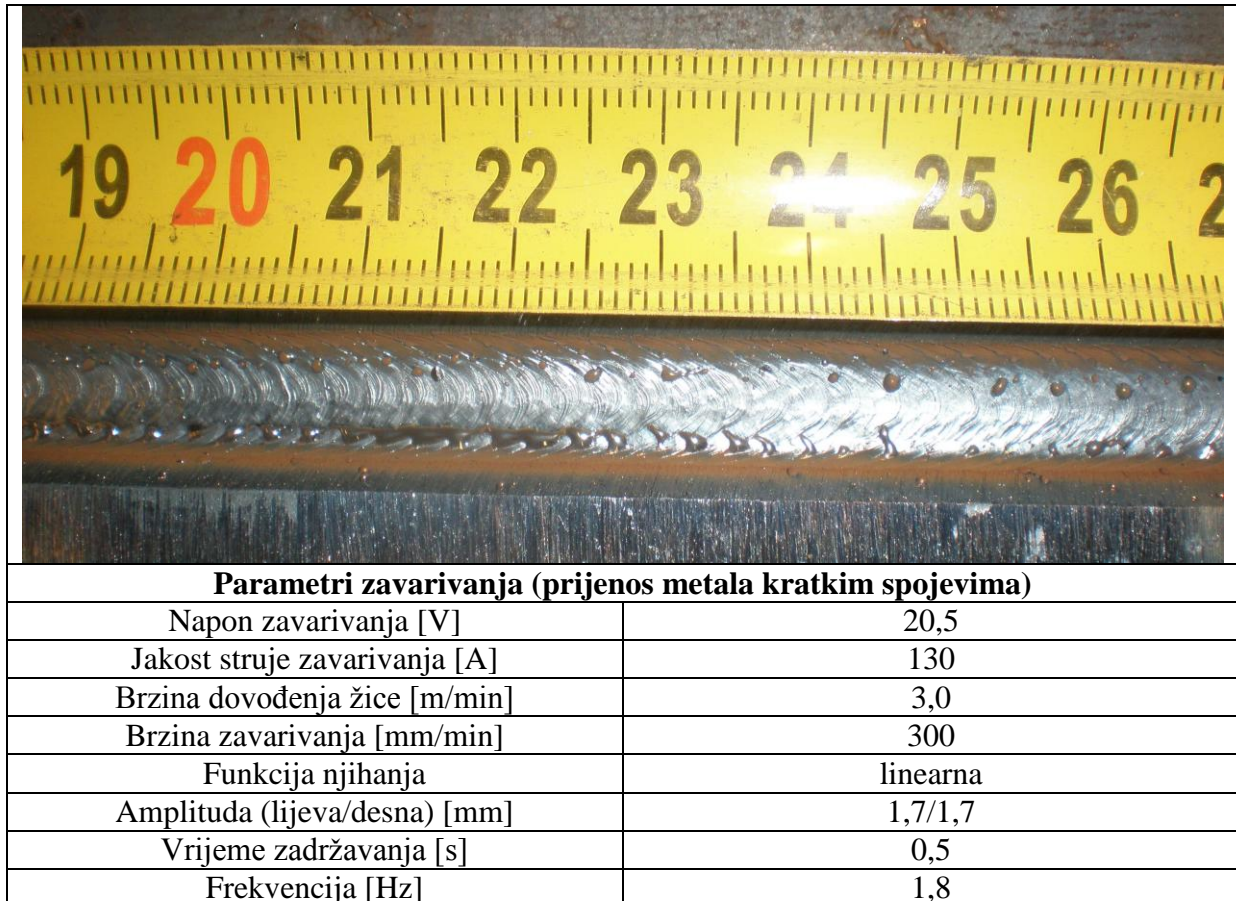 19 20 21 22 23 24 25 26 2
Parametri zavarivanja (prijenos metala kratkim spojevima)
Napon zavarivanja [V] 20,5
Jakost struje zavarivanja [A] 130
Brzina dovođenja žice [m/min] 3,0
Brzina zavarivanja [mm/min] 300
Funkcija njihanja linearna
Amplituda (lijeva/desna) [mm] 1,7/1,7
Vrijeme zadržavanja [s] 0,5
Frekvencija [Hz] 1,8